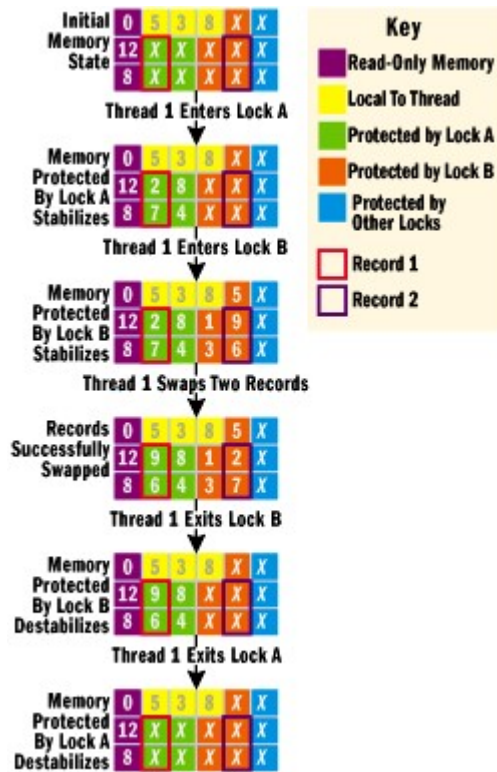 Initial
Memory
State
0 5 3 8 X X
12 X X X X X
8 X X X X X
Thread 1 Enters Lock A
Memory
Protected
By Lock A
Stabilizes
0 5 3 8 X X
12 2 8 X X X
8 7 4 X X X
Thread 1 Enters Lock B
Memory
Protected
By Lock B
Stabilizes
0 5 3 8 5 X
12 2 8 1 9 X
8 7 4 3 6 X
Thread 1 Swaps Two Records
Records
Successfully
Swapped
0 5 3 8 5 X
12 9 8 1 2 X
8 6 4 3 7 X
Thread 1 Exits Lock B
Memory
Protected
By Lock B
Destabilizes
0 5 3 8 X X
12 9 8 X X X
8 6 4 X X X
Thread 1 Exits Lock A
Memory
Protected
By Lock A
Destabilizes
0 5 3 8 X X
12 X X X X X
8 X X X X X
Key
Read-Only Memory
Local To Thread
Protected by Lock A
Protected by Lock B
Protected by
Other Locks
Record 1
Record 2